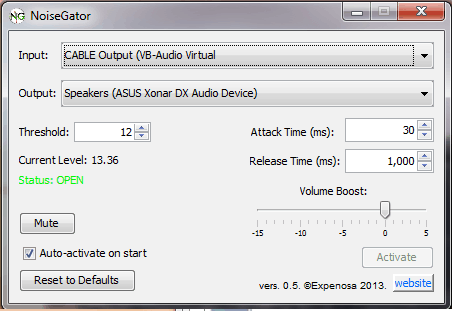 NG NoiseGator
Input: CABLE Output (VB-Audio Virtual
Output: Speakers (ASUS Xonar DX Audio Device)
Threshold: 12 Attack Time (ms): 30
Current Level: 13.36 Release Time (ms): 1,000
Status: OPEN
Volume Boost:
-15 -10 -5 0 5
Mute
Auto-activate on start Activate
Reset to Defaults vers. 0.5. ©Expenosa 2013. website